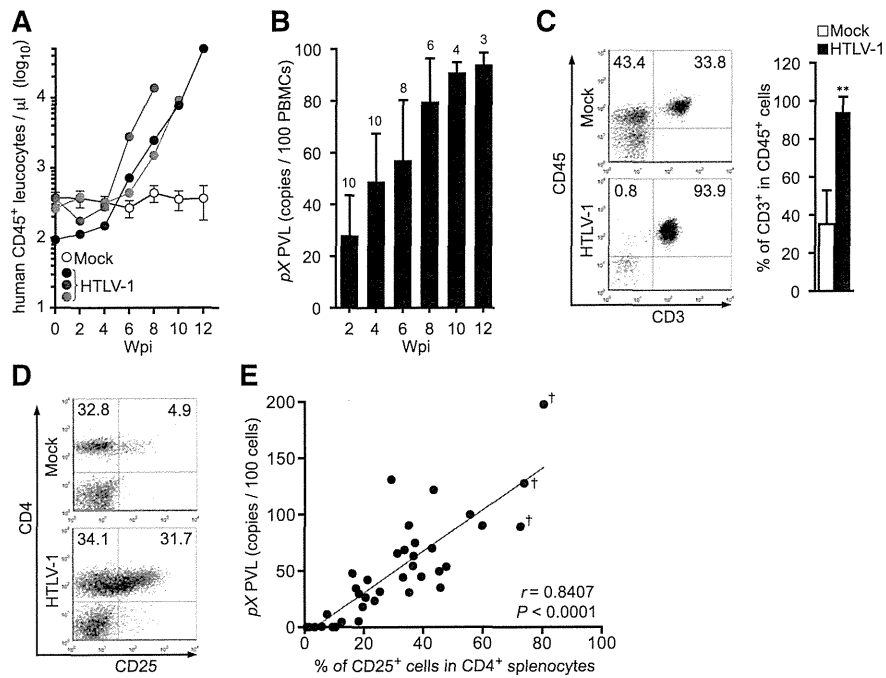 A
human CD45⁺ leucocytes / μl (log₁₀)
4
3
2
1
Mock
HTLV-1
0 2 4 6 8 10 12
Wpi
B
pX PVL (copies / 100 PBMCs)
100
80
60
40
20
0
10 10 8 6 4 3
2 4 6 8 10 12
Wpi
C
Mock
HTLV-1
CD45
Mock
43.4 33.8
HTLV-1
0.8 93.9
CD3
% of CD3⁺ in CD45⁺ cells
120
100
80
60
40
20
0
**
D
CD4
Mock
32.8 4.9
HTLV-1
34.1 31.7
CD25
E
pX PVL (copies / 100 cells)
200
150
100
50
0
†
†
†
r = 0.8407
P < 0.0001
0 20 40 60 80 100
% of CD25⁺ cells in CD4⁺ splenocytes